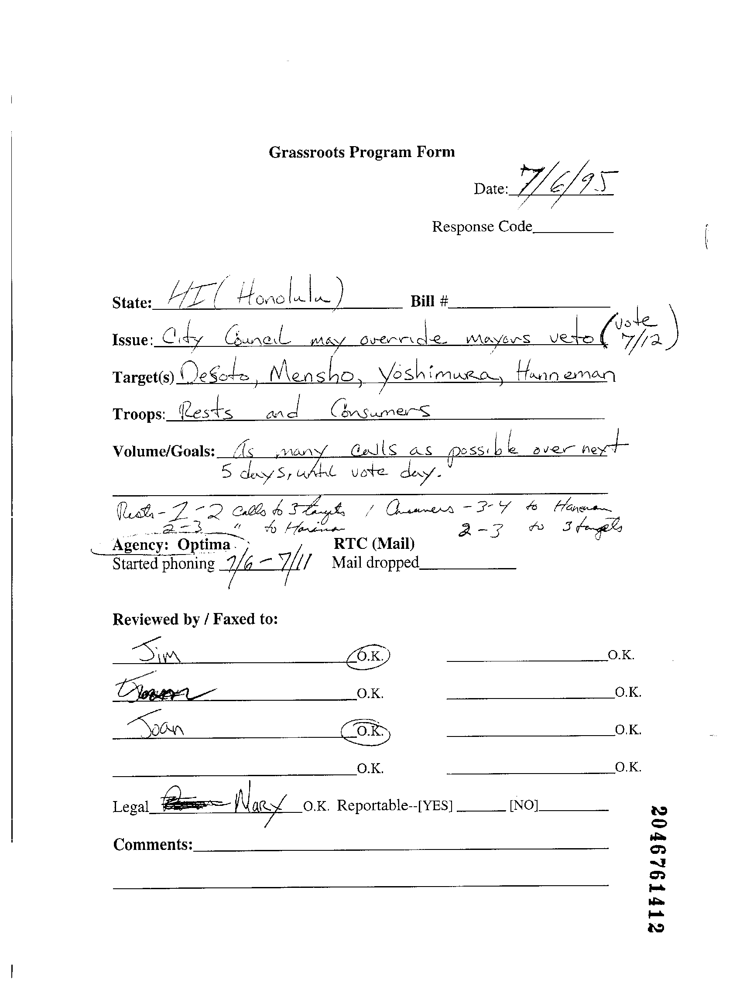 Grassroots Program Form
Date: 7/6/95
Response Code
State: HI (Honolulu) Bill #
Issue: City Council may override mayors veto (vote 7/12)
Target(s) DeSoto, Mensho, Yoshimura, Hanneman
Troops: Rests and Consumers
Volume/Goals: As many calls as possible over next
5 days, until vote day.
Rests - 1-2 calls to 3 targets / - 3-4 to
2-3 " to 2-3 to 3 targets
Agency: Optima RTC (Mail)
Started phoning 7/6 - 7/11 Mail dropped
Reviewed by / Faxed to:
Jim O.K. O.K.
O.K. O.K.
Joan O.K. O.K.
O.K. O.K.
Legal Mary O.K. Reportable--[YES] [NO]
Comments:
2046761412